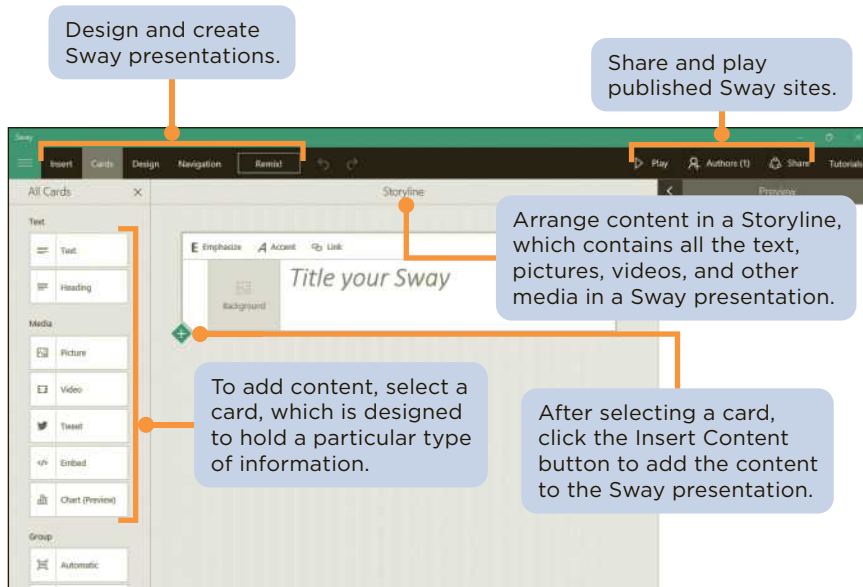 Design and create
Sway presentations.
Share and play
published Sway sites.
Sway
Insert Cards Design Navigation Remix! Play Authors (1) Share Tutorials
All Cards × Storyline Preview
Text
Text
Heading
Media
Picture
Video
Tweet
Embed
Chart (Preview)
Group
Automatic
E Emphasize A Accent Link
Background
Title your Sway
Arrange content in a Storyline,
which contains all the text,
pictures, videos, and other
media in a Sway presentation.
To add content, select a
card, which is designed
to hold a particular type
of information.
After selecting a card,
click the Insert Content
button to add the content
to the Sway presentation.